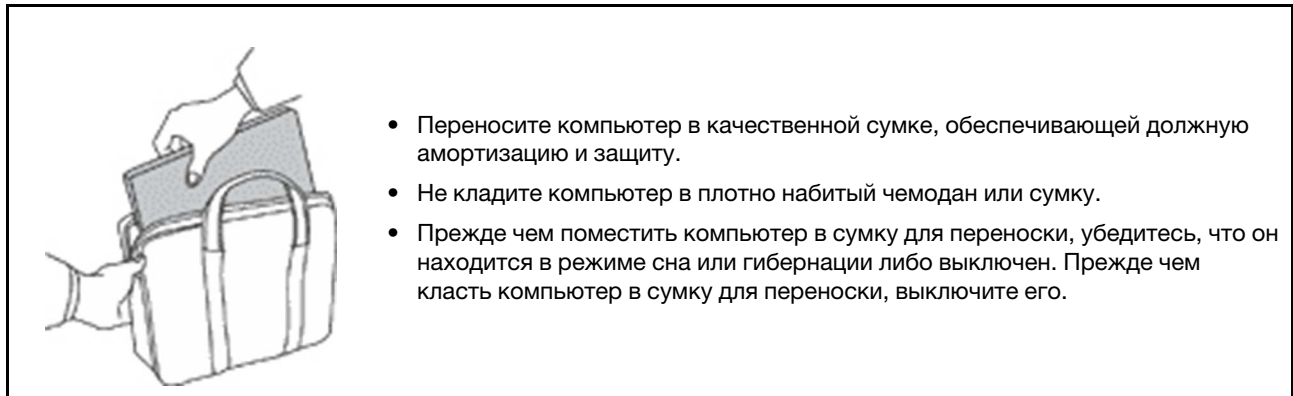 • Переносите компьютер в качественной сумке, обеспечивающей должную
амортизацию и защиту.
• Не кладите компьютер в плотно набитый чемодан или сумку.
• Прежде чем поместить компьютер в сумку для переноски, убедитесь, что он
находится в режиме сна или гибернации либо выключен. Прежде чем
класть компьютер в сумку для переноски, выключите его.